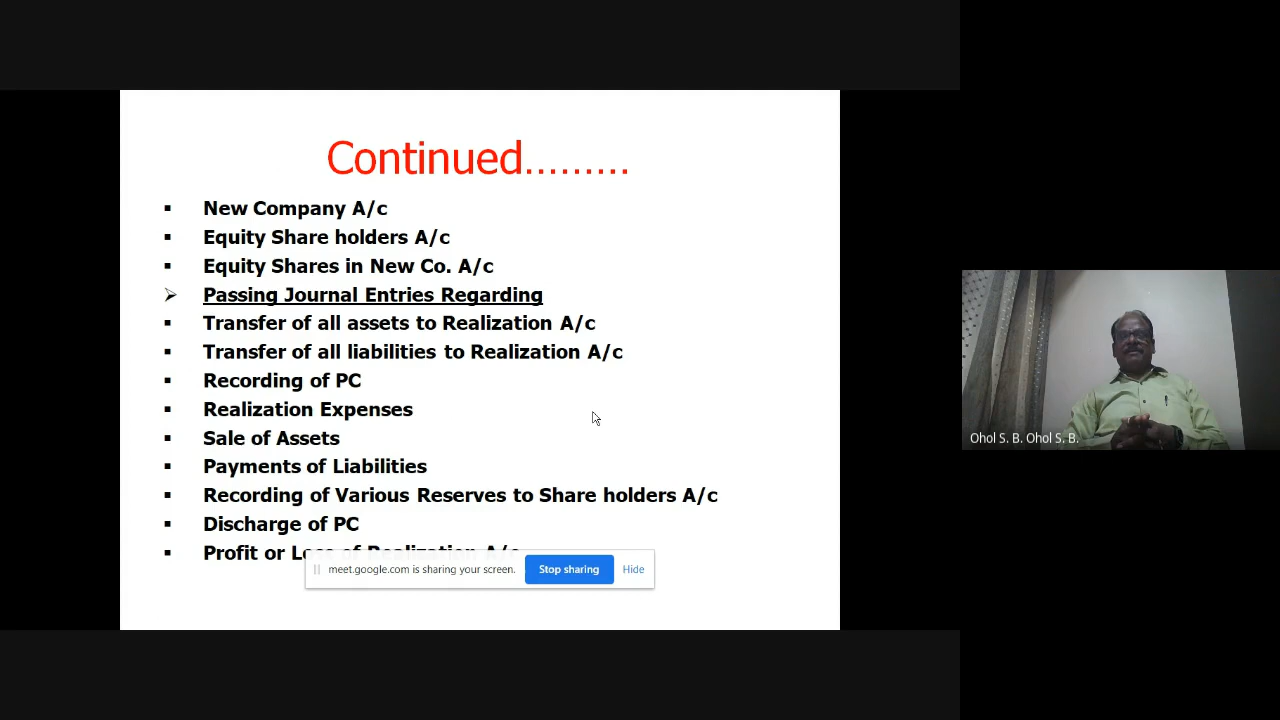 Continued.........
New Company A/c
Equity Share holders A/c
Equity Shares in New Co. A/c
Passing Journal Entries Regarding
Transfer of all assets to Realization A/c
Transfer of all liabilities to Realization A/c
Recording of PC
Realization Expenses
Sale of Assets
Payments of Liabilities
Recording of Various Reserves to Share holders A/c
Discharge of PC
Profit or Loss of Realization A/c
meet.google.com is sharing your screen. Stop sharing Hide
Ohol S. B. Ohol S. B.